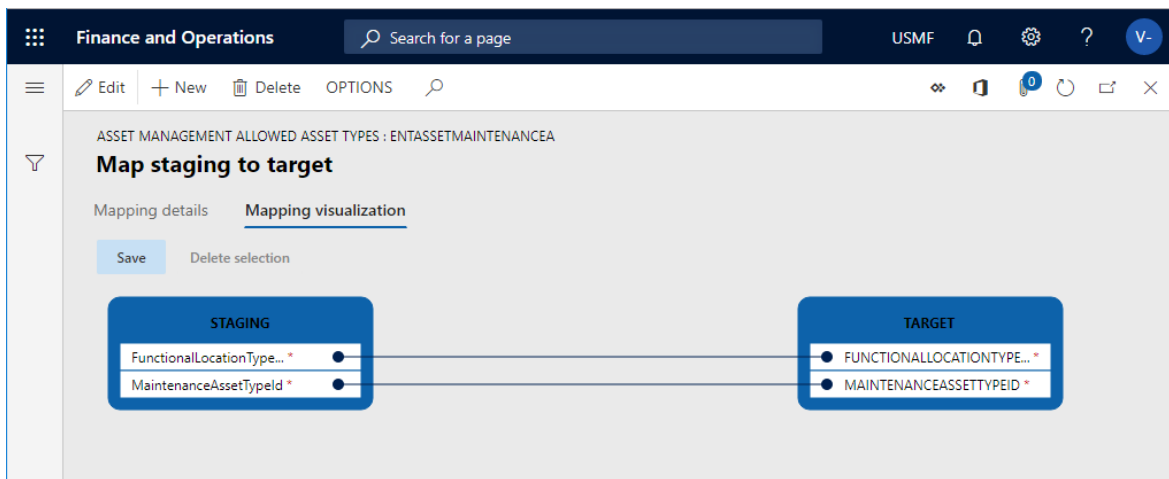 Finance and Operations Search for a page USMF ? V-
Edit New Delete OPTIONS 0
ASSET MANAGEMENT ALLOWED ASSET TYPES : ENTASSETMAINTENANCEA
Map staging to target
Mapping details Mapping visualization
Save Delete selection
STAGING TARGET
FunctionalLocationType... * FUNCTIONALLOCATIONTYPE... *
MaintenanceAssetTypeId * MAINTENANCEASSETTYPEID *